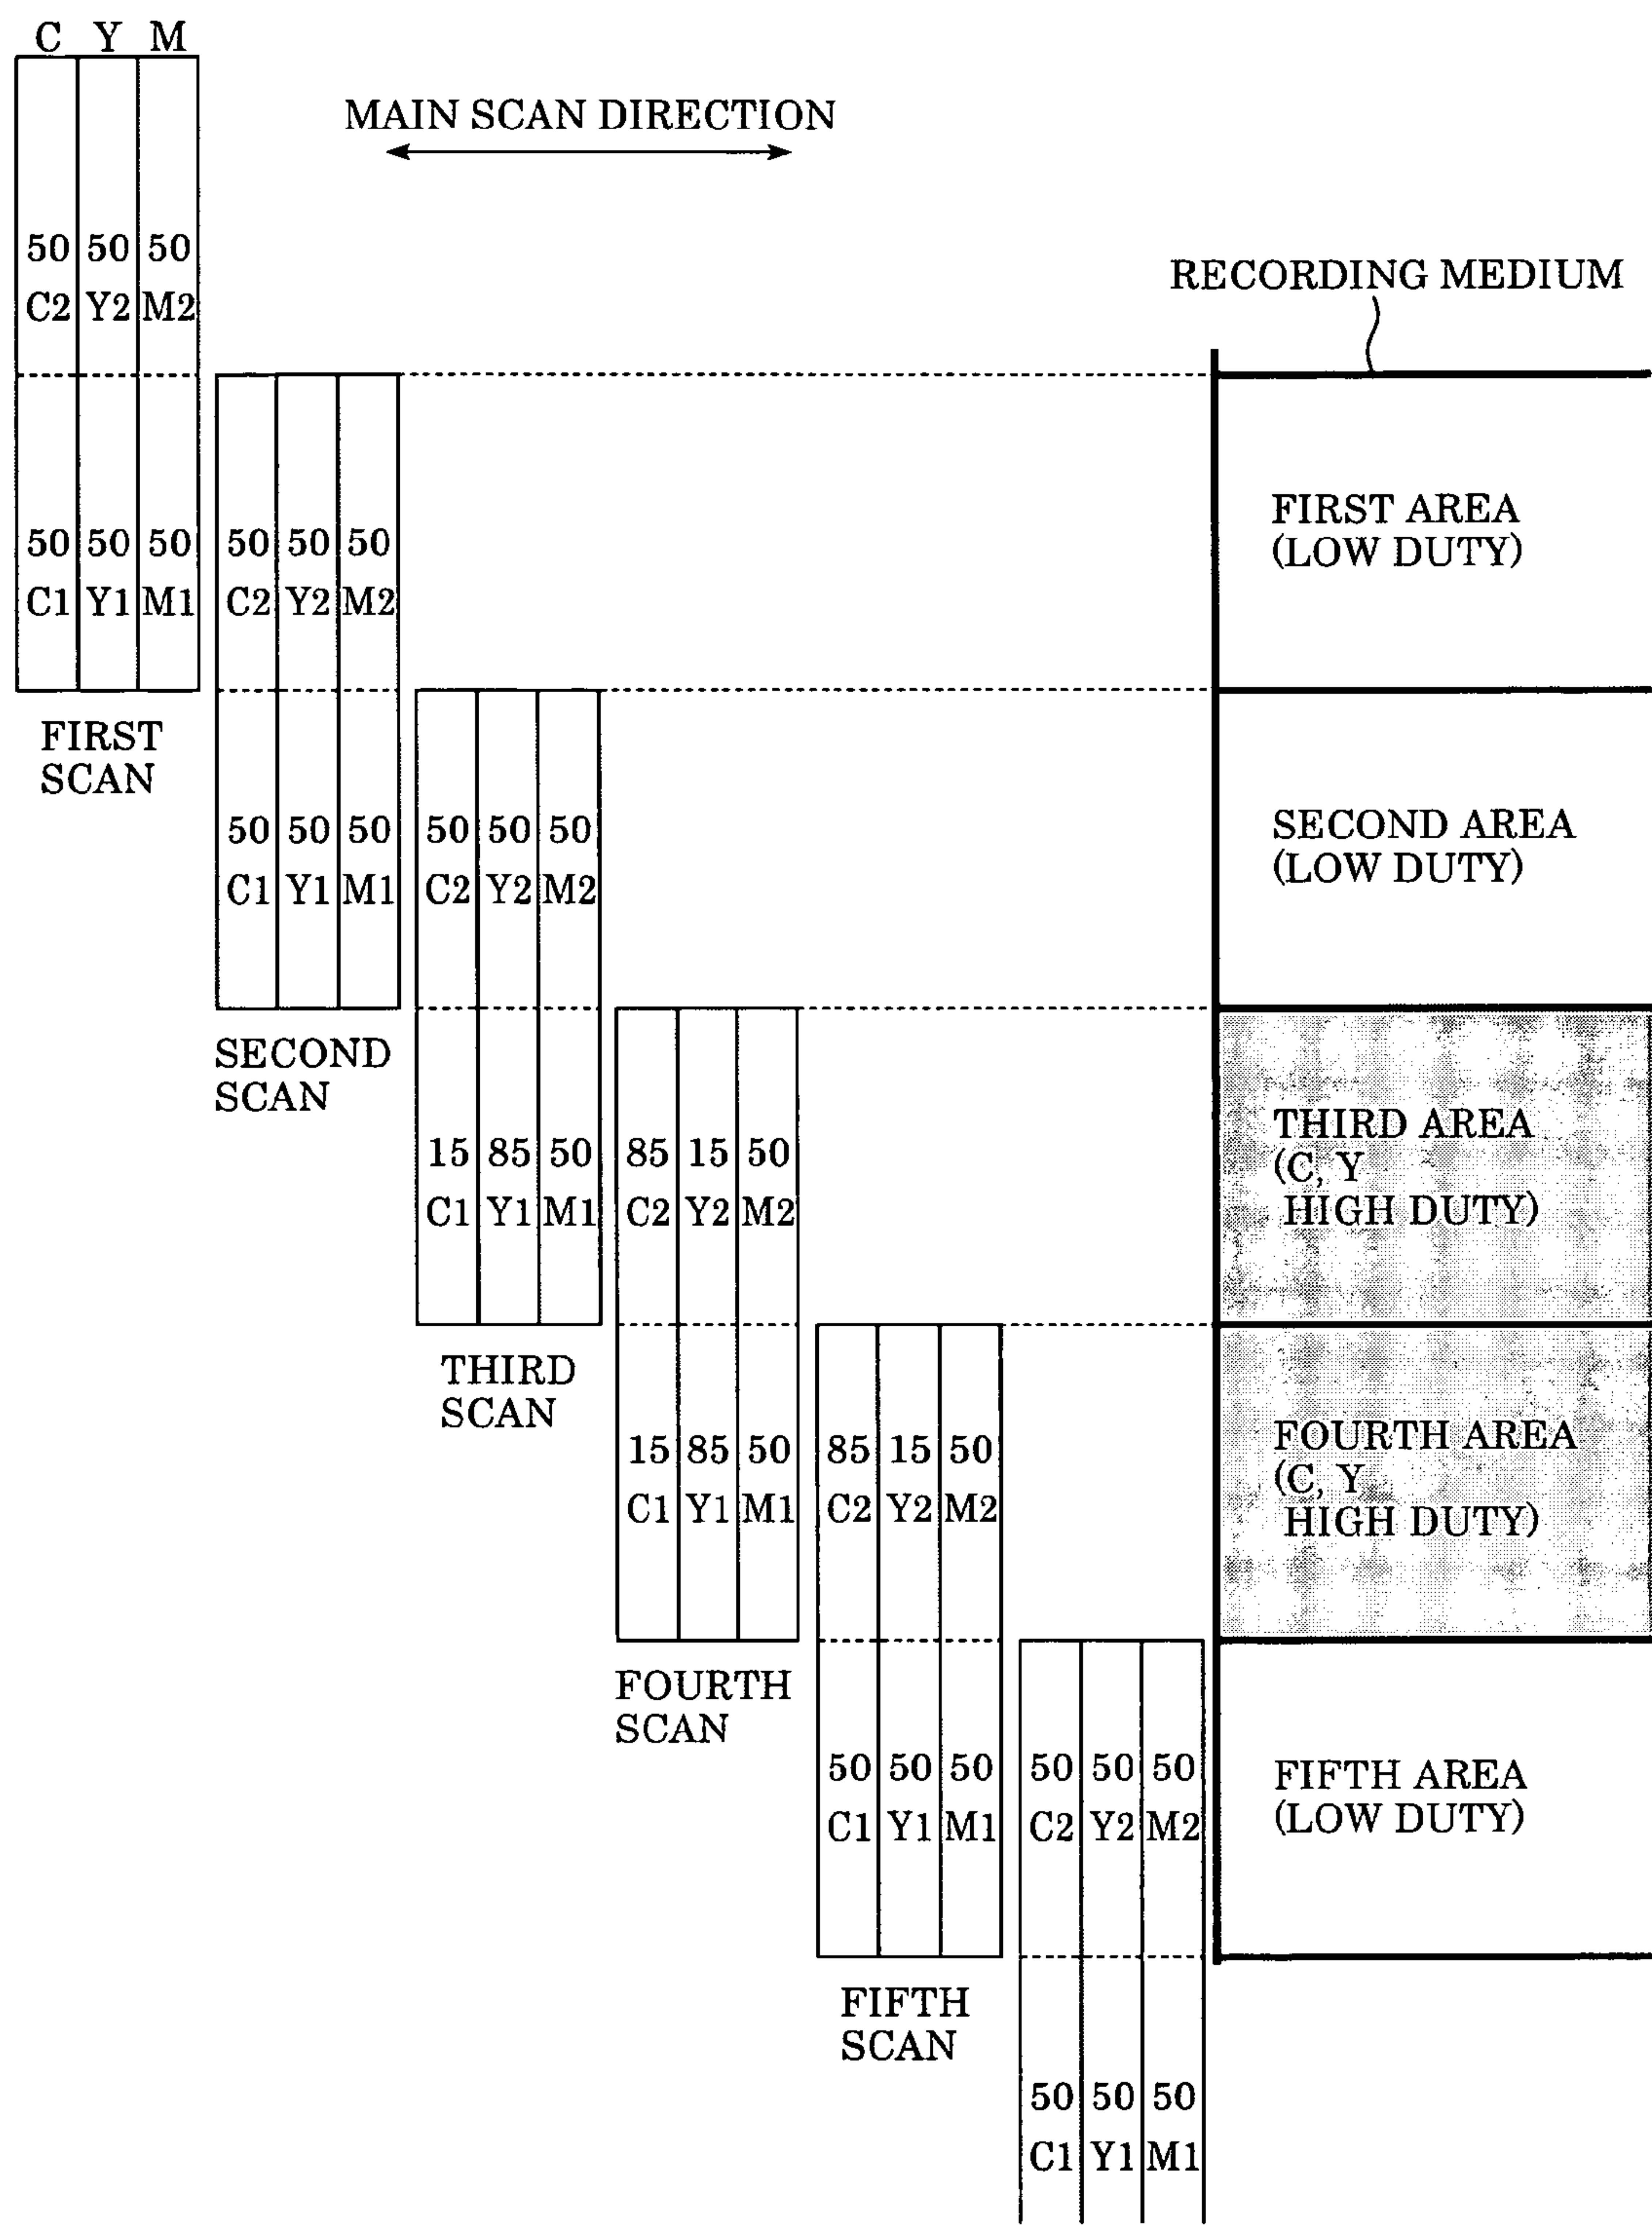 C Y M
MAIN SCAN DIRECTION
50 50 50
C2 Y2 M2
RECORDING MEDIUM
50 50 50 50 50 50
C1 Y1 M1 C2 Y2 M2
FIRST AREA
(LOW DUTY)
FIRST
SCAN
50 50 50 50 50 50
C1 Y1 M1 C2 Y2 M2
SECOND AREA
(LOW DUTY)
SECOND
SCAN
15 85 50 85 15 50
C1 Y1 M1 C2 Y2 M2
THIRD AREA
(C, Y
HIGH DUTY)
THIRD
SCAN
15 85 50 85 15 50
C1 Y1 M1 C2 Y2 M2
FOURTH AREA
(C, Y
HIGH DUTY)
FOURTH
SCAN
50 50 50 50 50 50
C1 Y1 M1 C2 Y2 M2
FIFTH AREA
(LOW DUTY)
FIFTH
SCAN
50 50 50
C1 Y1 M1